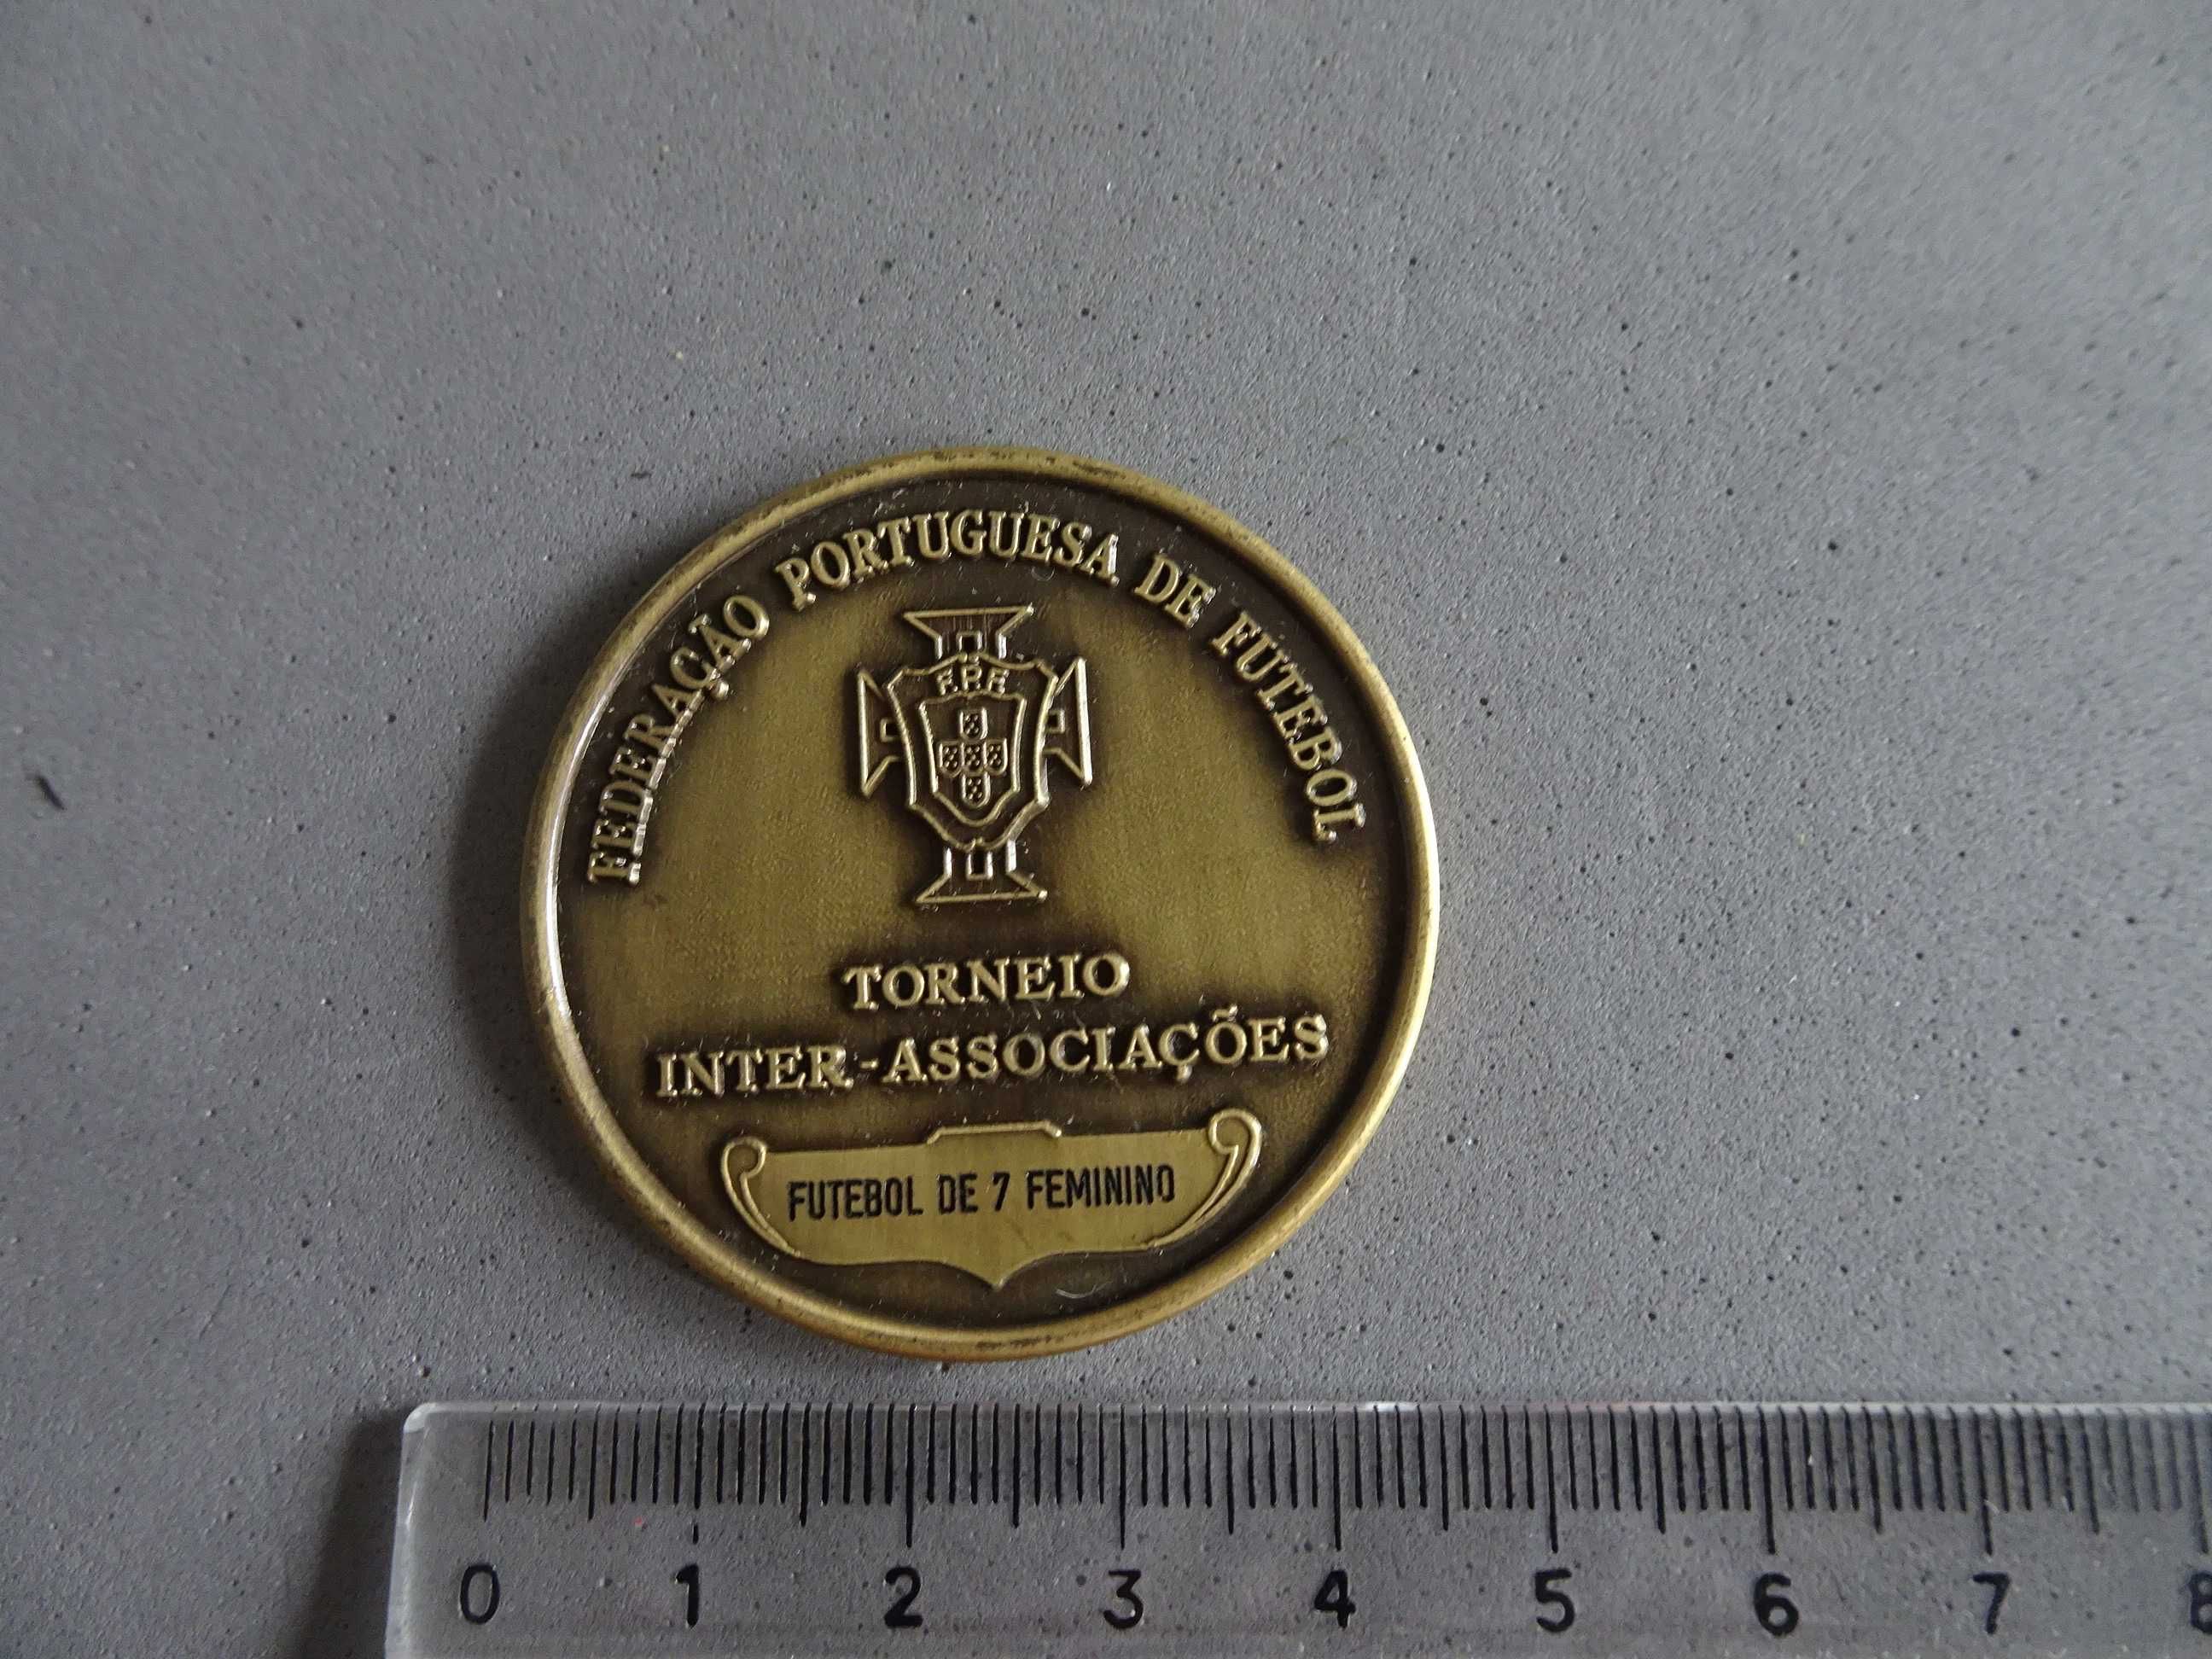 FEDERAÇÃO PORTUGUESA DE FUTEBOL
F.P.F.
TORNEIO
INTER-ASSOCIAÇÕES
FUTEBOL DE 7 FEMININO
0 1 2 3 4 5 6 7 8